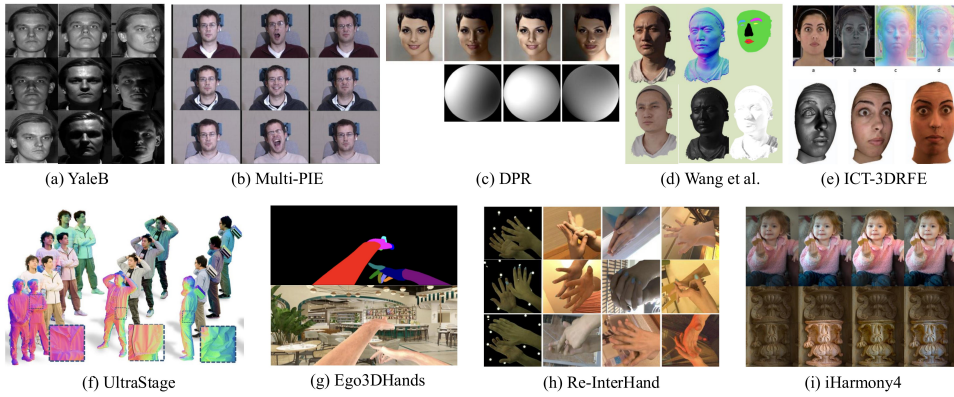 a
b
c
d
(a) YaleB
(b) Multi-PIE
(c) DPR
(d) Wang et al.
(e) ICT-3DRFE
(f) UltraStage
(g) Ego3DHands
(h) Re-InterHand
(i) iHarmony4